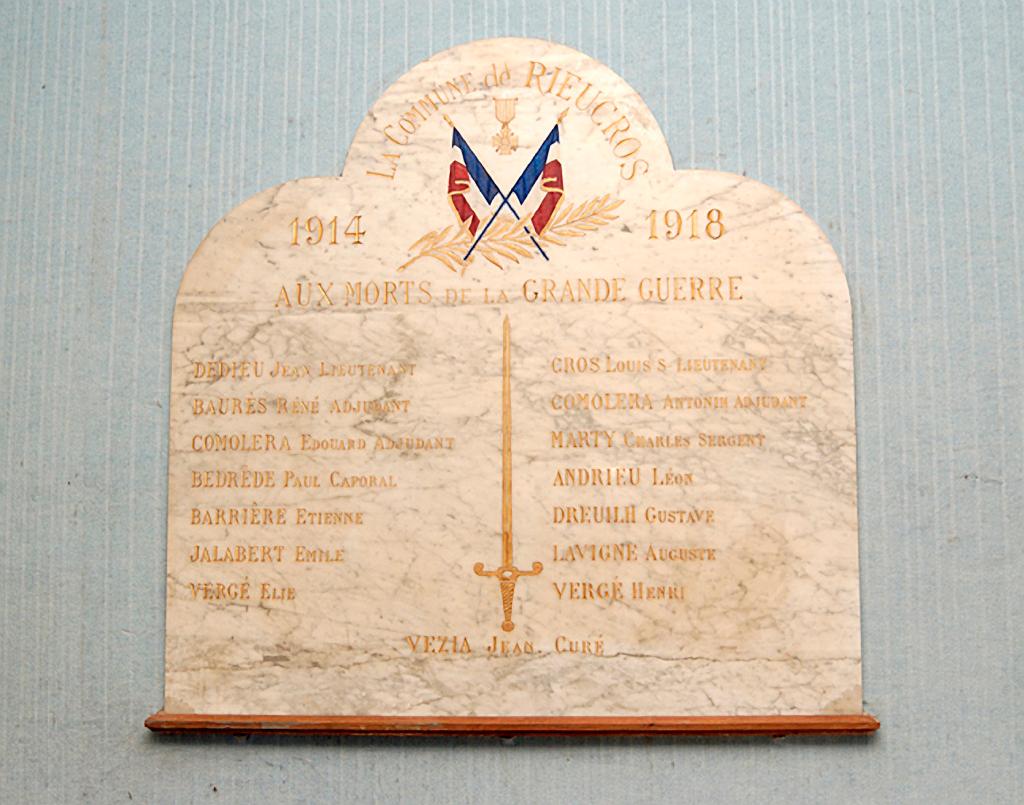 LA COMMUNE de RIEUCROS
1914 1918
AUX MORTS DE LA GRANDE GUERRE
DEDIEU JEAN LIEUTENANT
BAURÈS RÉNÉ ADJUDANT
COMOLERA EDOUARD ADJUDANT
BEDRÈDE PAUL CAPORAL
BARRIÈRE ETIENNE
JALABERT EMILE
VERGÉ ELIE
CROS LOUIS S-LIEUTENANT
COMOLERA ANTONIN ADJUDANT
MARTY CHARLES SERGENT
ANDRIEU LÉON
DREUILH GUSTAVE
LAVIGNE AUGUSTE
VERGÉ HENRI
VEZIA JEAN. CURÉ